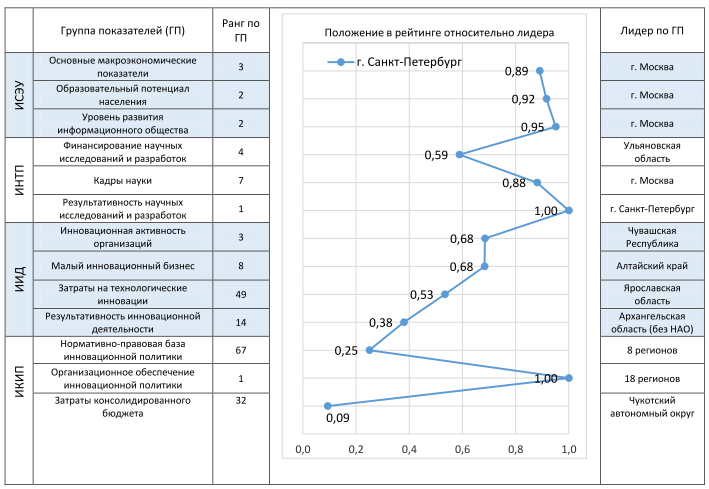 Группа показателей (ГП)
Ранг по
ГП
Положение в рейтинге относительно лидера
Лидер по ГП
г. Санкт-Петербург
ИСЭУ
Основные макроэкономические
показатели
3
0,89
г. Москва
Образовательный потенциал
населения
2
0,92
г. Москва
Уровень развития
информационного общества
2
0,95
г. Москва
ИНТП
Финансирование научных
исследований и разработок
4
0,59
Ульяновская
область
Кадры науки
7
0,88
г. Москва
Результативность научных
исследований и разработок
1
1,00
г. Санкт-Петербург
ИИД
Инновационная активность
организаций
3
0,68
Чувашская
Республика
Малый инновационный бизнес
8
0,68
Алтайский край
Затраты на технологические
инновации
49
0,53
Ярославская
область
Результативность инновационной
деятельности
14
0,38
Архангельская
область (без НАО)
ИКИП
Нормативно-правовая база
инновационной политики
67
0,25
8 регионов
Организационное обеспечение
инновационной политики
1
1,00
18 регионов
Затраты консолидированного
бюджета
32
0,09
Чукотский
автономный округ
0,0 0,2 0,4 0,6 0,8 1,0